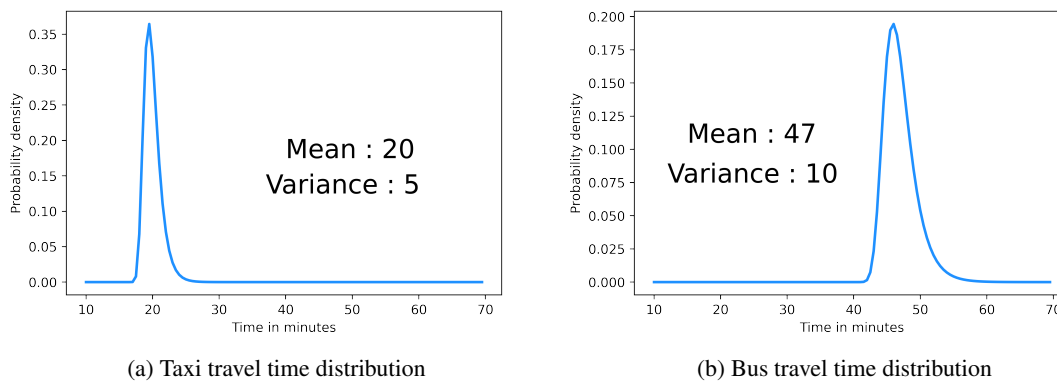 0.35
0.30
0.25
0.20
0.15
0.10
0.05
0.00
Probability density
Mean : 20
Variance : 5
10 20 30 40 50 60 70
Time in minutes
(a) Taxi travel time distribution
0.200
0.175
0.150
0.125
0.100
0.075
0.050
0.025
0.000
Probability density
Mean : 47
Variance : 10
10 20 30 40 50 60 70
Time in minutes
(b) Bus travel time distribution